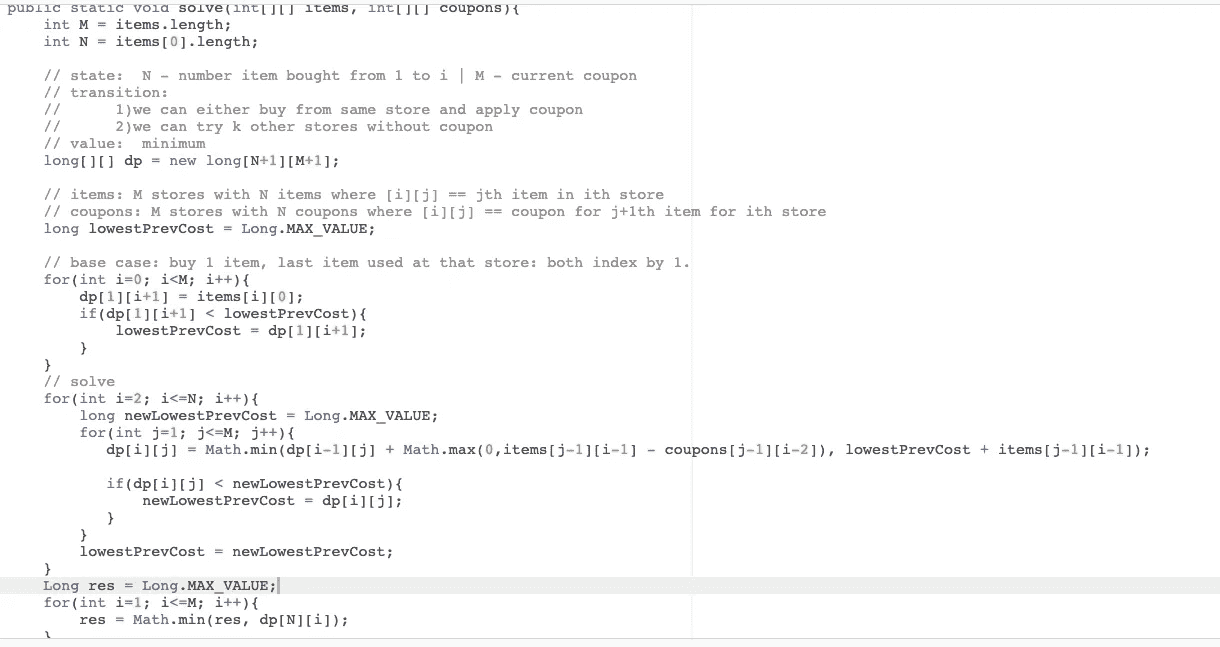 public static void solve(int[][] items, int[][] coupons){
    int M = items.length;
    int N = items[0].length;

    // state:  N - number item bought from 1 to i | M - current coupon
    // transition:
    //      1)we can either buy from same store and apply coupon
    //      2)we can try k other stores without coupon
    // value:  minimum
    long[][] dp = new long[N+1][M+1];

    // items: M stores with N items where [i][j] == jth item in ith store
    // coupons: M stores with N coupons where [i][j] == coupon for j+1th item for ith store
    long lowestPrevCost = Long.MAX_VALUE;

    // base case: buy 1 item, last item used at that store: both index by 1.
    for(int i=0; i<M; i++){
        dp[1][i+1] = items[i][0];
        if(dp[1][i+1] < lowestPrevCost){
            lowestPrevCost = dp[1][i+1];
        }
    }
    // solve
    for(int i=2; i<=N; i++){
        long newLowestPrevCost = Long.MAX_VALUE;
        for(int j=1; j<=M; j++){
           dp[i][j] = Math.min(dp[i-1][j] + Math.max(0,items[j-1][i-1] - coupons[j-1][i-2]), lowestPrevCost + items[j-1][i-1]);

           if(dp[i][j] < newLowestPrevCost){
               newLowestPrevCost = dp[i][j];
           }
        }
        lowestPrevCost = newLowestPrevCost;
    }
    Long res = Long.MAX_VALUE;
    for(int i=1; i<=M; i++){
        res = Math.min(res, dp[N][i]);
    }